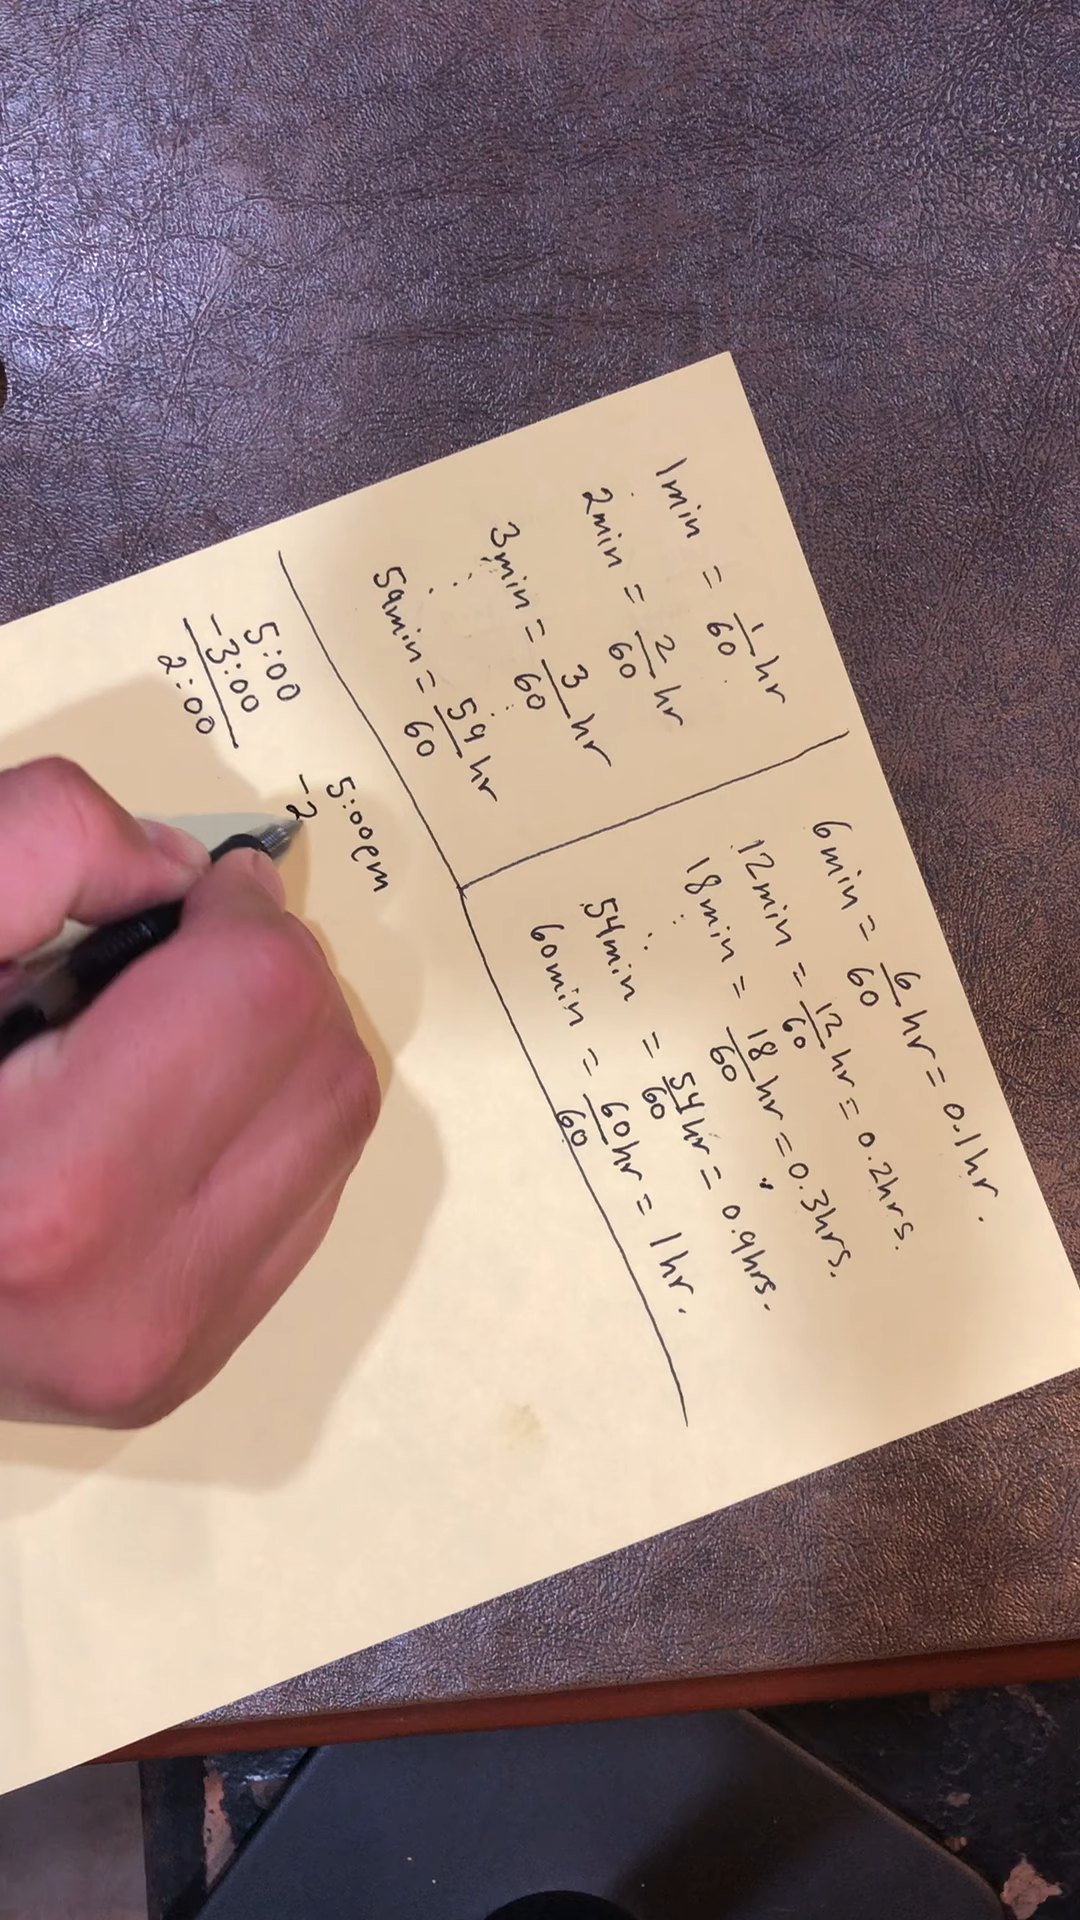 1min = 1/60 hr
2min = 2/60 hr
3min = 3/60 hr
⋮ ⋮
59min = 59/60 hr
6min = 6/60 hr = 0.1hr.
12min = 12/60 hr = 0.2hrs.
18min = 18/60 hr = 0.3hrs.
⋮
54min = 54/60 hr = 0.9hrs.
60min = 60/60 hr = 1hr.
5:00
-3:00
2:00
5:00pm
-2